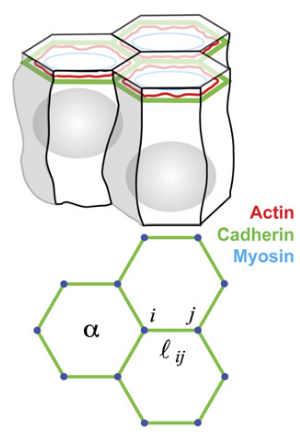 Actin
Cadherin
Myosin
i j
α
ℓ ij